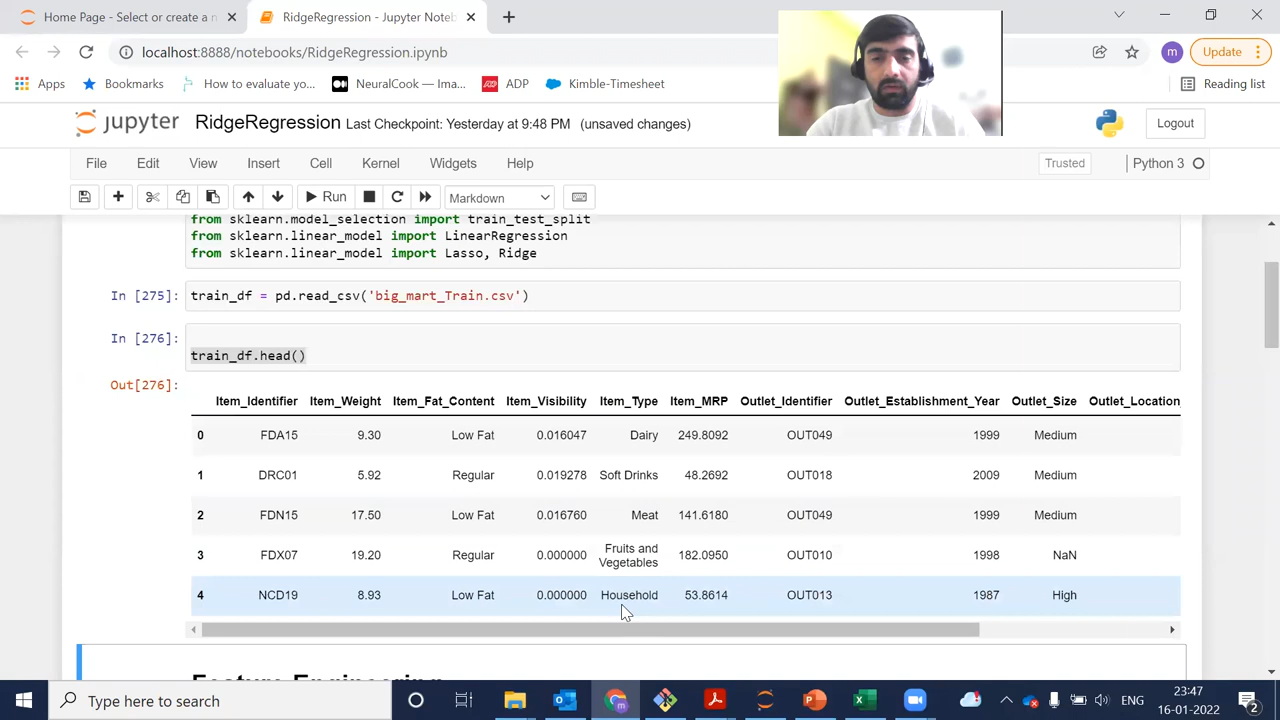 Home Page - Select or create a n
RidgeRegression - Jupyter Noteb
localhost:8888/notebooks/RidgeRegression.ipynb
m
Update
Apps
Bookmarks
How to evaluate yo...
NeuralCook — Ima...
ADP
Kimble-Timesheet
Reading list
jupyter RidgeRegression Last Checkpoint: Yesterday at 9:48 PM (unsaved changes)
Logout
File Edit View Insert Cell Kernel Widgets Help
Trusted
Python 3
Run
Markdown
from sklearn.model_selection import train_test_split
from sklearn.linear_model import LinearRegression
from sklearn.linear_model import Lasso, Ridge
In [275]: train_df = pd.read_csv('big_mart_Train.csv')
In [276]:
train_df.head()
Out[276]:
Item_Identifier Item_Weight Item_Fat_Content Item_Visibility Item_Type Item_MRP Outlet_Identifier Outlet_Establishment_Year Outlet_Size Outlet_Location_
0 FDA15 9.30 Low Fat 0.016047 Dairy 249.8092 OUT049 1999 Medium
1 DRC01 5.92 Regular 0.019278 Soft Drinks 48.2692 OUT018 2009 Medium
2 FDN15 17.50 Low Fat 0.016760 Meat 141.6180 OUT049 1999 Medium
3 FDX07 19.20 Regular 0.000000 Fruits and Vegetables 182.0950 OUT010 1998 NaN
4 NCD19 8.93 Low Fat 0.000000 Household 53.8614 OUT013 1987 High
Feature Engineering
Type here to search
ENG
23:47
16-01-2022
2